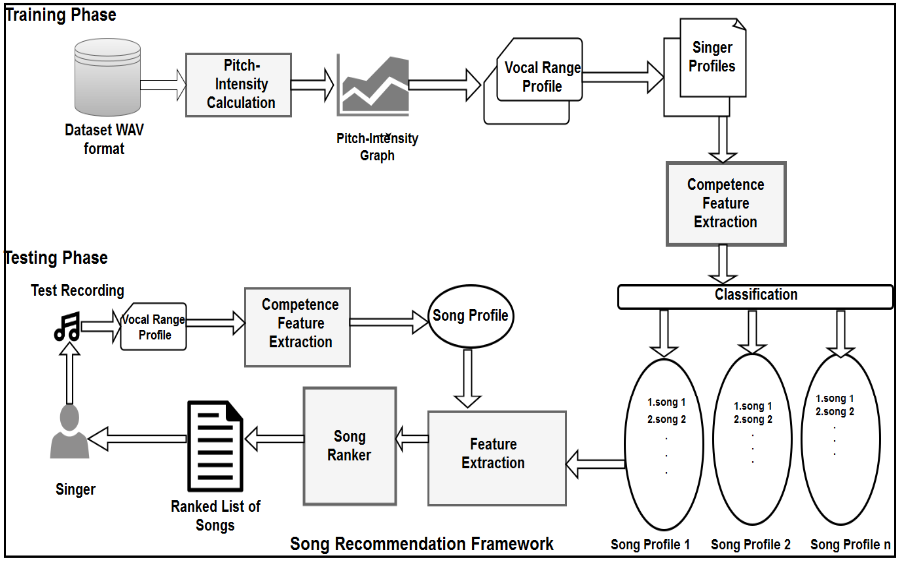 Training Phase
Dataset WAV
format
Pitch-
Intensity
Calculation
Pitch-Intensity
Graph
Vocal Range
Profile
Singer
Profiles
Competence
Feature
Extraction
Classification
1.song 1
2.song 2
1.song 1
2.song 2
1.song 1
2.song 2
Song Profile 1
Song Profile 2
Song Profile n
Testing Phase
Test Recording
Vocal Range
Profile
Competence
Feature
Extraction
Song Profile
Feature
Extraction
Song
Ranker
Ranked List of
Songs
Singer
Song Recommendation Framework